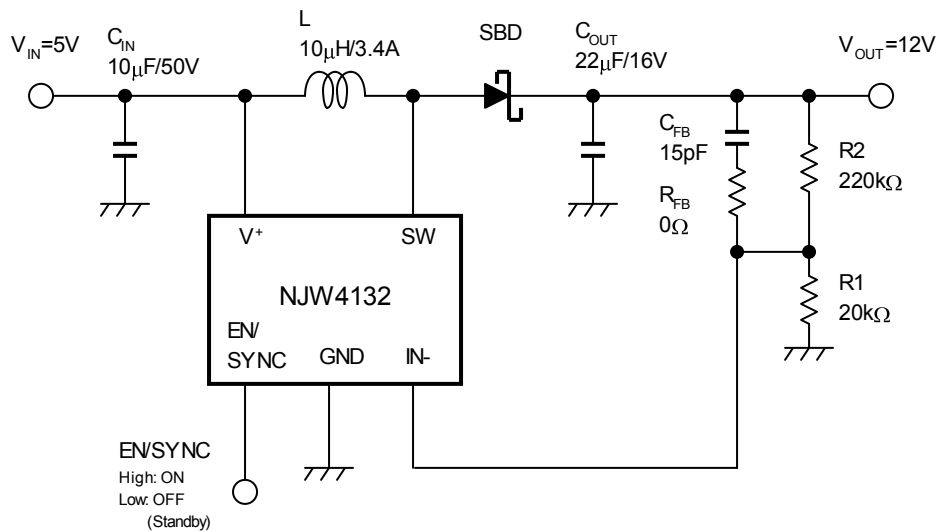 V_IN=5V
C_IN
10µF/50V
L
10µH/3.4A
SBD
C_OUT
22µF/16V
V_OUT=12V
C_FB
15pF
R_FB
0Ω
R2
220kΩ
R1
20kΩ
V⁺
SW
NJW4132
EN/
SYNC
GND
IN-
EN/SYNC
High: ON
Low: OFF
(Standby)